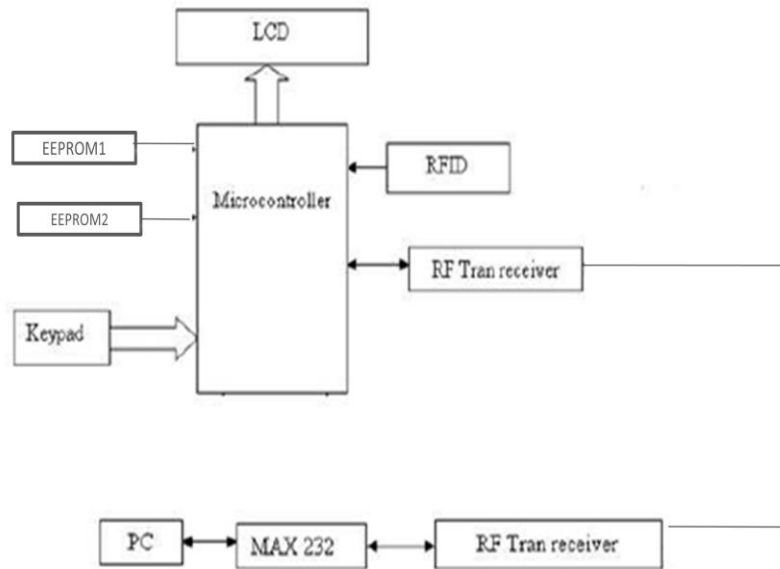 LCD
EEPROM1
RFID
EEPROM2
Microcontroller
RF Tran receiver
Keypad
PC
MAX 232
RF Tran receiver